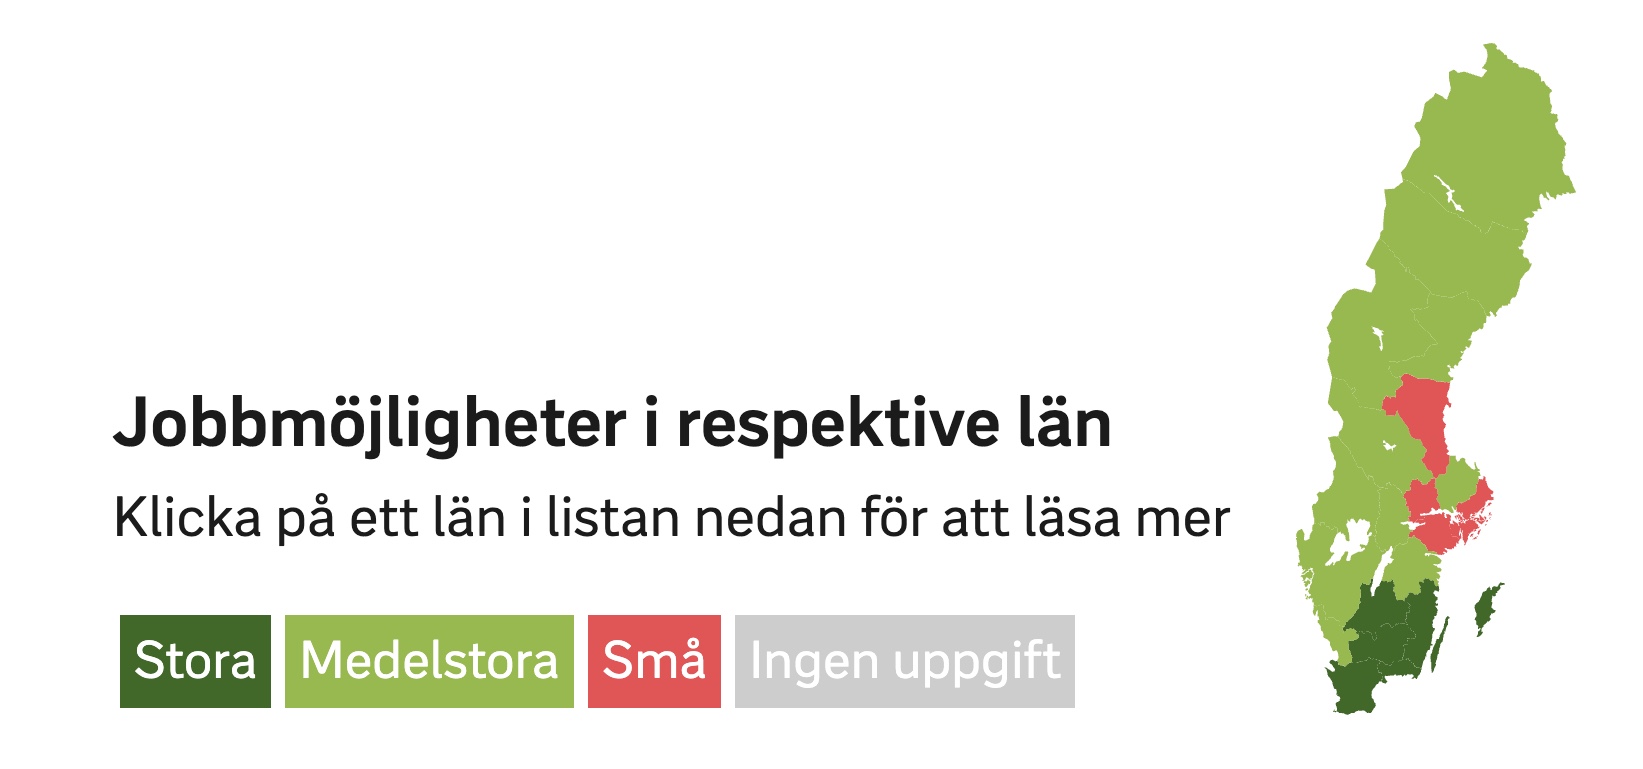 Jobbmöjligheter i respektive län
Klicka på ett län i listan nedan för att läsa mer
Stora Medelstora Små Ingen uppgift